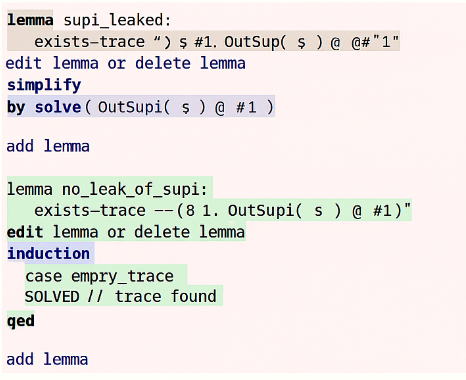 lemma supi_leaked:
exists-trace “) ș #1. OutSup( ș ) @ @#"1"
edit lemma or delete lemma
simplify
by solve( OutSupi( ș ) @ #1 )
add lemma
lemma no_leak_of_supi:
exists-trace --(8 1. OutSupi( s ) @ #1)"
edit lemma or delete lemma
induction
case empry_trace
SOLVED // trace found
qed
add lemma